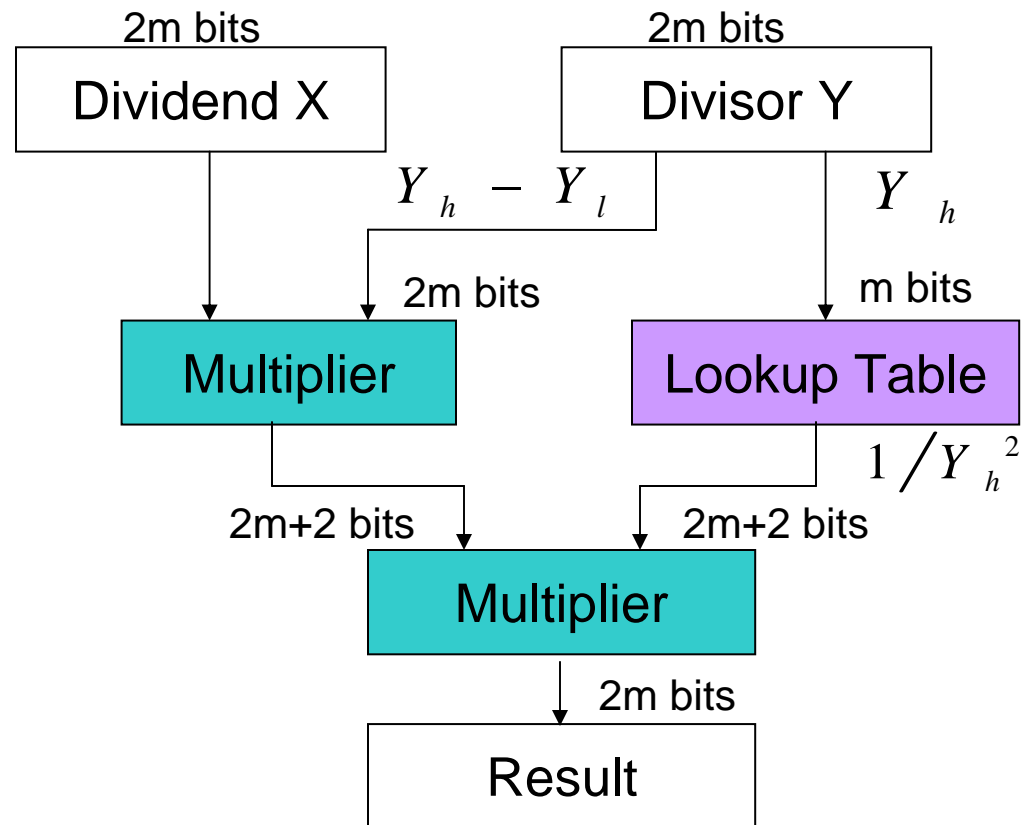 2m bits
2m bits
Dividend X
Divisor Y
Y h − Y l
Y h
2m bits
m bits
Multiplier
Lookup Table
1/Y h 2
2m+2 bits
2m+2 bits
Multiplier
2m bits
Result